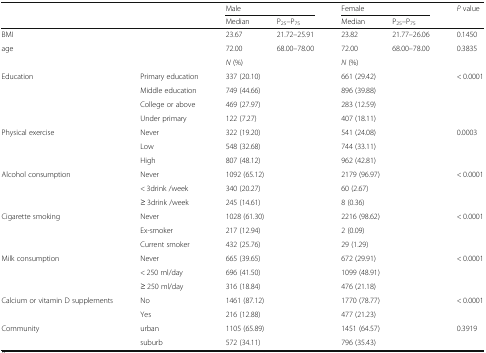 Male Female P value
Median P25–P75 Median P25–P75
BMI 23.67 21.72–25.91 23.82 21.77–26.06 0.1450
age 72.00 68.00–78.00 72.00 68.00–78.00 0.3835
N (%) N (%)
Education Primary education 337 (20.10) 661 (29.42) < 0.0001
Middle education 749 (44.66) 896 (39.88)
College or above 469 (27.97) 283 (12.59)
Under primary 122 (7.27) 407 (18.11)
Physical exercise Never 322 (19.20) 541 (24.08) 0.0003
Low 548 (32.68) 744 (33.11)
High 807 (48.12) 962 (42.81)
Alcohol consumption Never 1092 (65.12) 2179 (96.97) < 0.0001
< 3drink /week 340 (20.27) 60 (2.67)
≥ 3drink /week 245 (14.61) 8 (0.36)
Cigarette smoking Never 1028 (61.30) 2216 (98.62) < 0.0001
Ex-smoker 217 (12.94) 2 (0.09)
Current smoker 432 (25.76) 29 (1.29)
Milk consumption Never 665 (39.65) 672 (29.91) < 0.0001
< 250 ml/day 696 (41.50) 1099 (48.91)
≥ 250 ml/day 316 (18.84) 476 (21.18)
Calcium or vitamin D supplements No 1461 (87.12) 1770 (78.77) < 0.0001
Yes 216 (12.88) 477 (21.23)
Community urban 1105 (65.89) 1451 (64.57) 0.3919
suburb 572 (34.11) 796 (35.43)